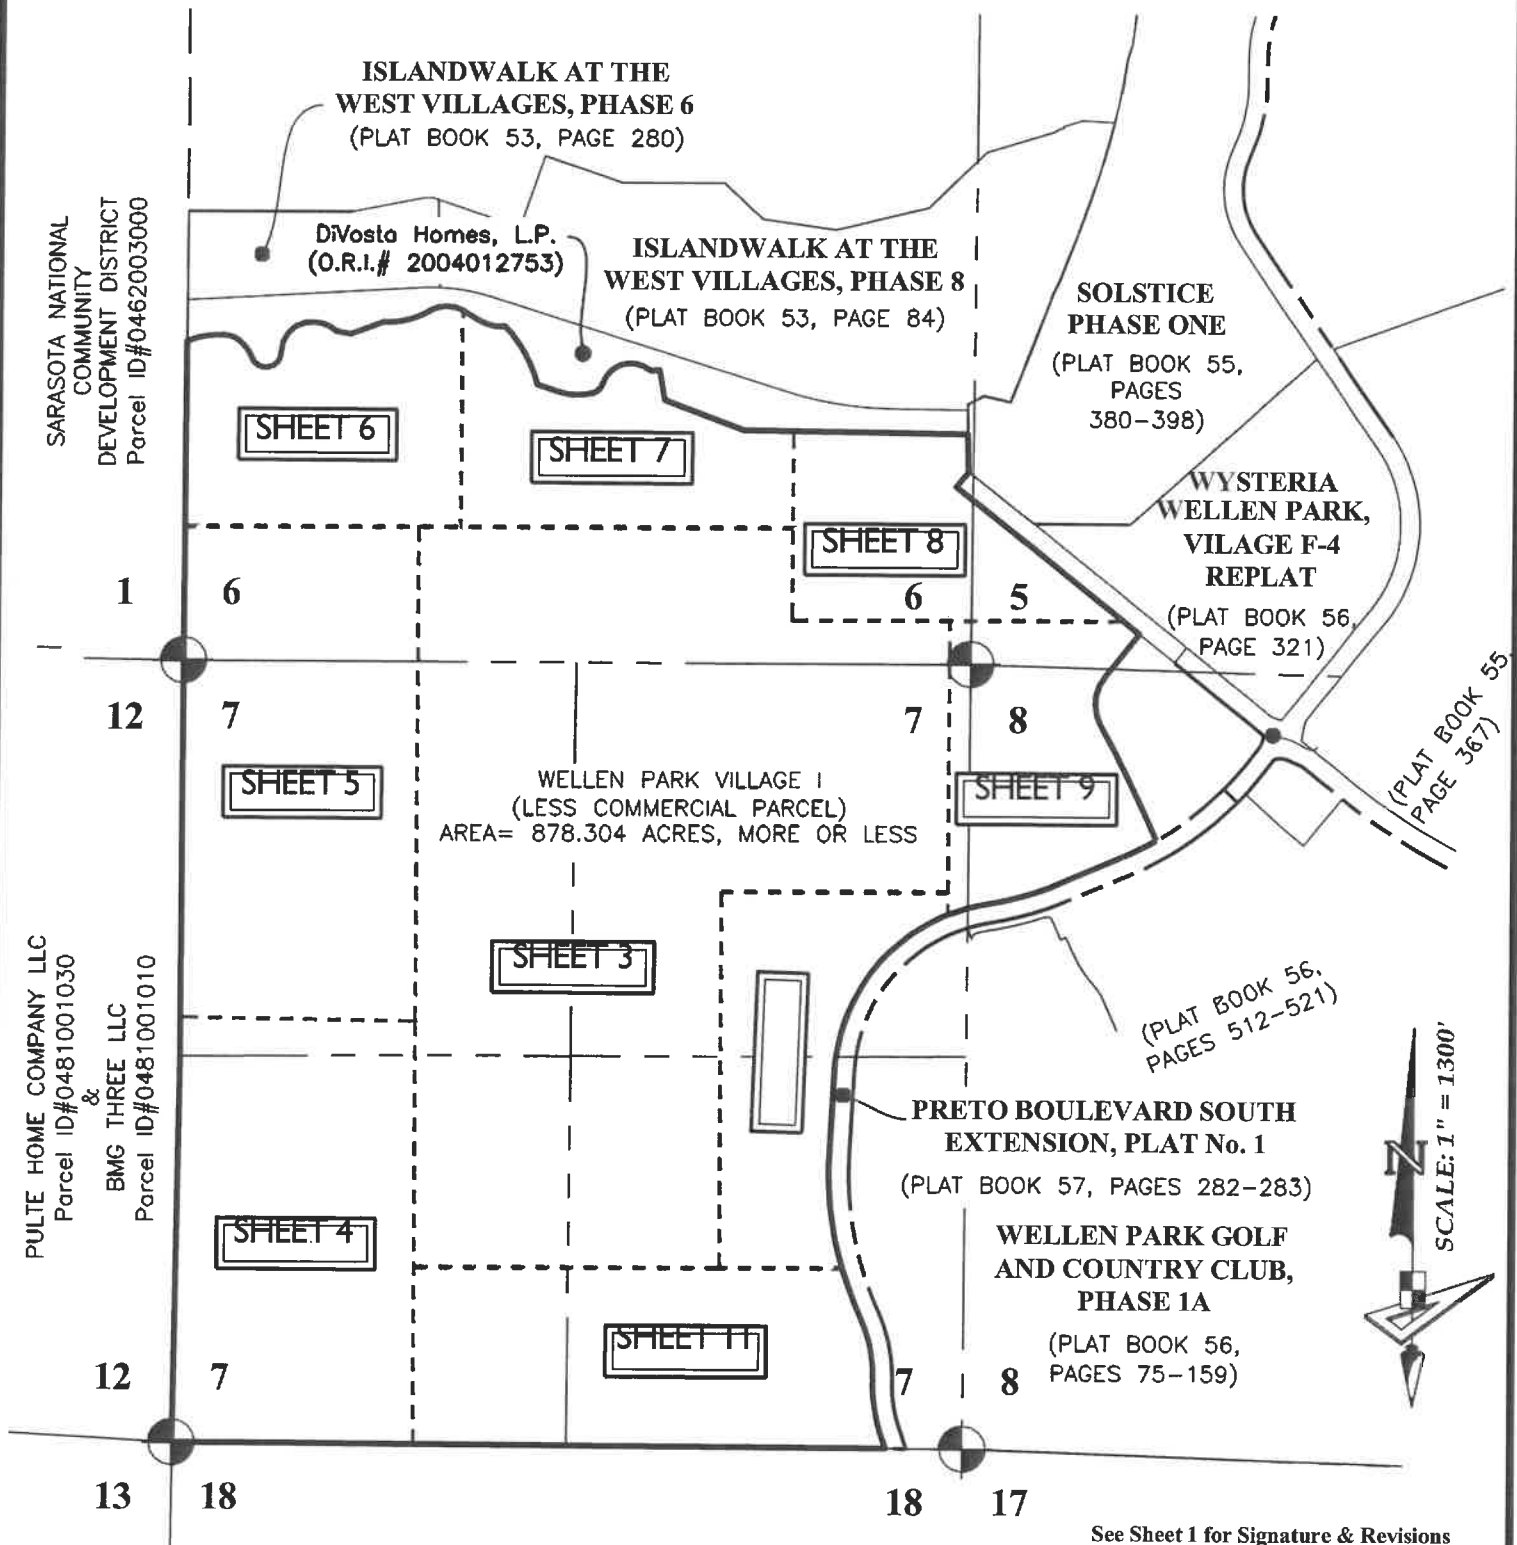 ISLANDWALK AT THE
WEST VILLAGES, PHASE 6
(PLAT BOOK 53, PAGE 280)
DiVosta Homes, L.P.
(O.R.I.# 2004012753)
ISLANDWALK AT THE
WEST VILLAGES, PHASE 8
(PLAT BOOK 53, PAGE 84)
SOLSTICE
PHASE ONE
(PLAT BOOK 55,
PAGES
380-398)
SARASOTA NATIONAL
COMMUNITY
DEVELOPMENT DISTRICT
Parcel ID#0462003000
SHEET 6
SHEET 7
SHEET 8
WYSTERIA
WELLEN PARK,
VILAGE F-4
REPLAT
(PLAT BOOK 56,
PAGE 321)
1
6
6
5
12
7
7
8
(PLAT BOOK 55,
PAGE 367)
SHEET 5
WELLEN PARK VILLAGE I
(LESS COMMERCIAL PARCEL)
AREA= 878.304 ACRES, MORE OR LESS
SHEET 9
SHEET 3
PULTE HOME COMPANY LLC
Parcel ID#0481001030
&
BMG THREE LLC
Parcel ID#0481001010
(PLAT BOOK 56,
PAGES 512-521)
PRETO BOULEVARD SOUTH
EXTENSION, PLAT No. 1
(PLAT BOOK 57, PAGES 282-283)
N
SCALE: 1" = 1300'
SHEET 4
WELLEN PARK GOLF
AND COUNTRY CLUB,
PHASE 1A
(PLAT BOOK 56,
PAGES 75-159)
SHEET 11
12
7
7
8
13
18
18
17
See Sheet 1 for Signature & Revisions